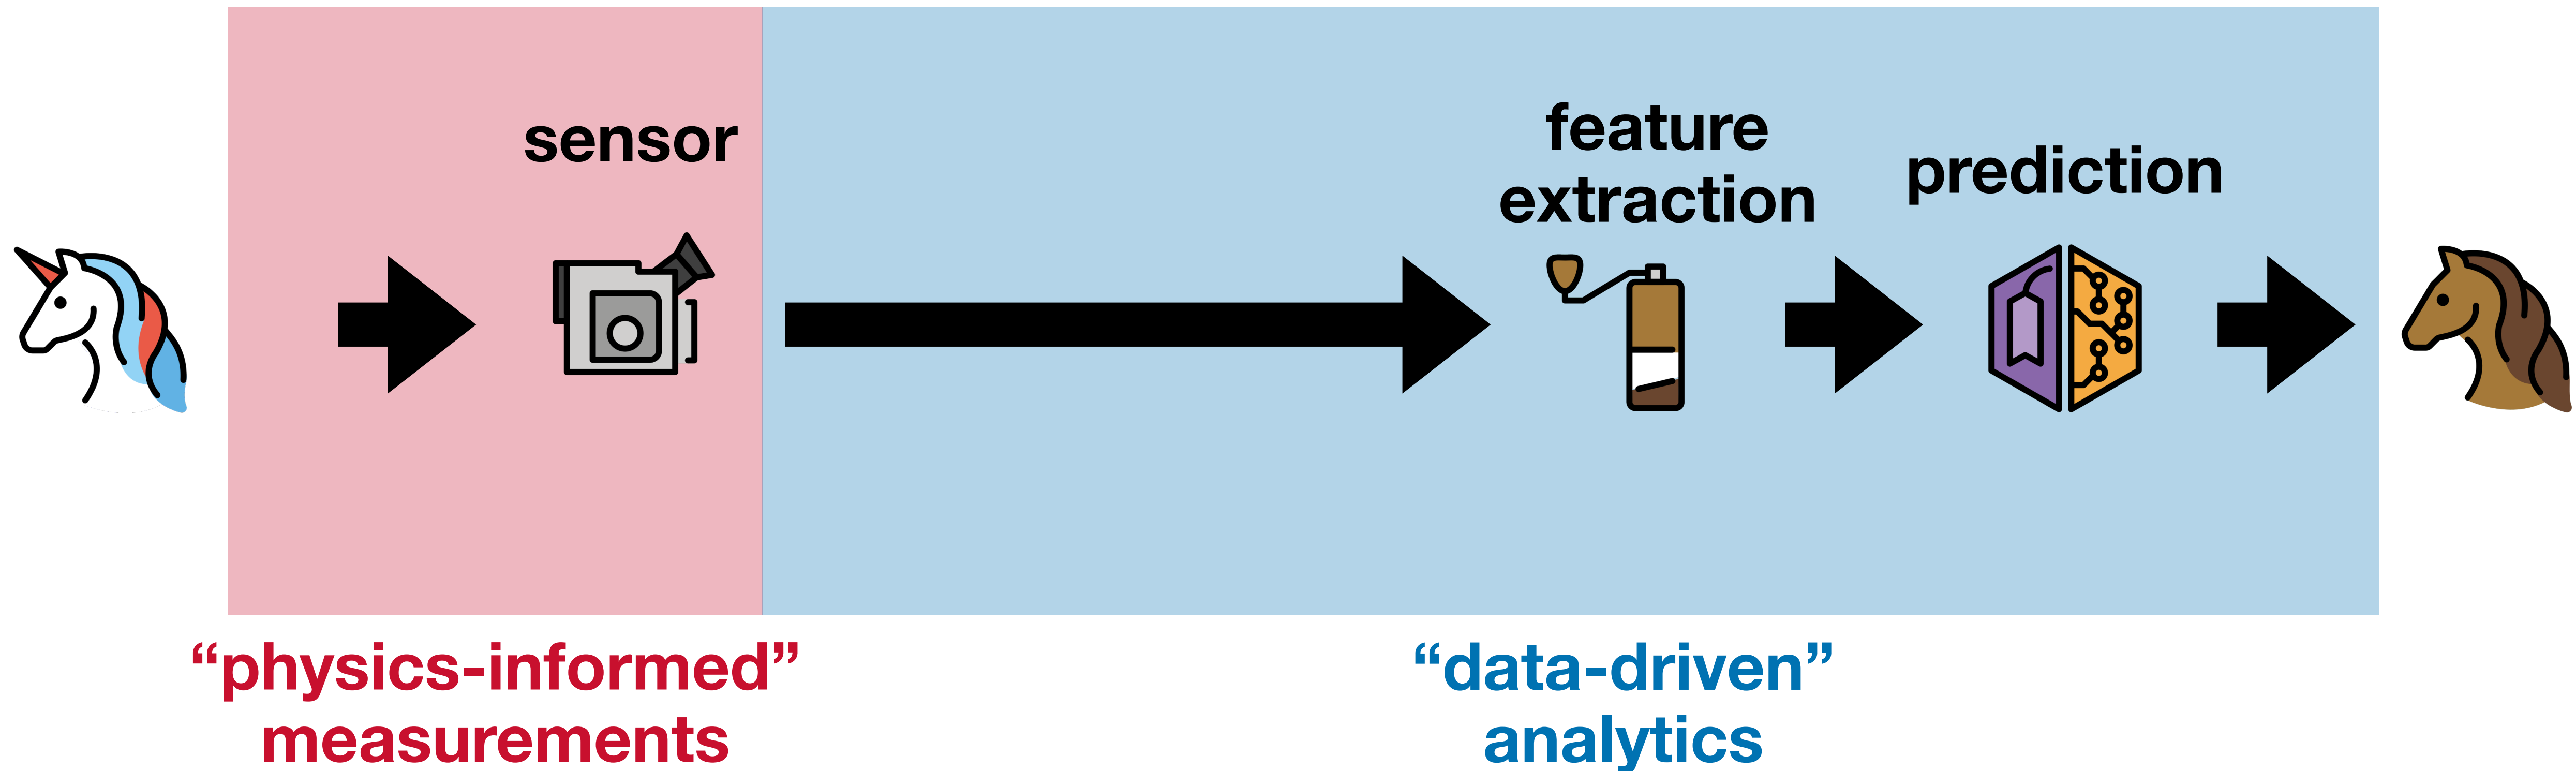 sensor
feature
extraction
prediction
“physics-informed”
measurements
“data-driven”
analytics